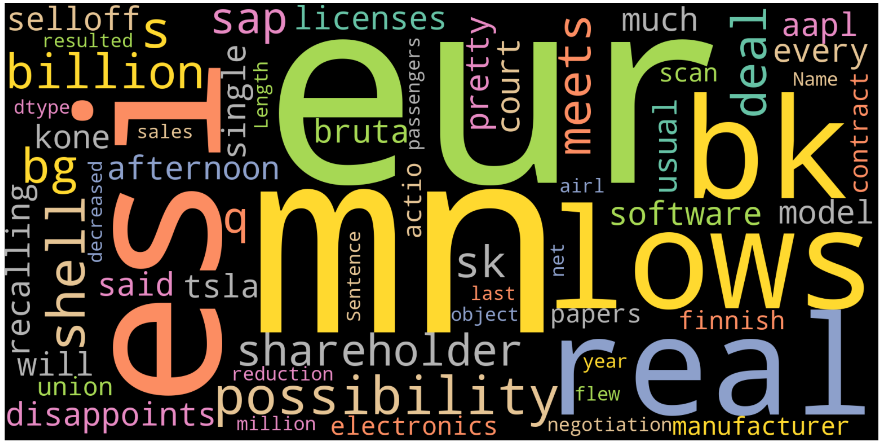 selloff
s
sap
licenses
much
deal
aapl
resulted
eur
pretty
court
meets
every
billion
esi
single
Length
passengers
scan
Name
dtype
sales
bruta
usual
bk
contract
kone
bg
afternoon
actio
airl
decreased
mn
lows
software
model
recalling
shell
q
Sentence
sk
net
said
tsla
last
object
papers
finnish
real
shareholder
will
reduction
possibility
year
union
flew
disappoints
million
electronics
negotiation
manufacturer